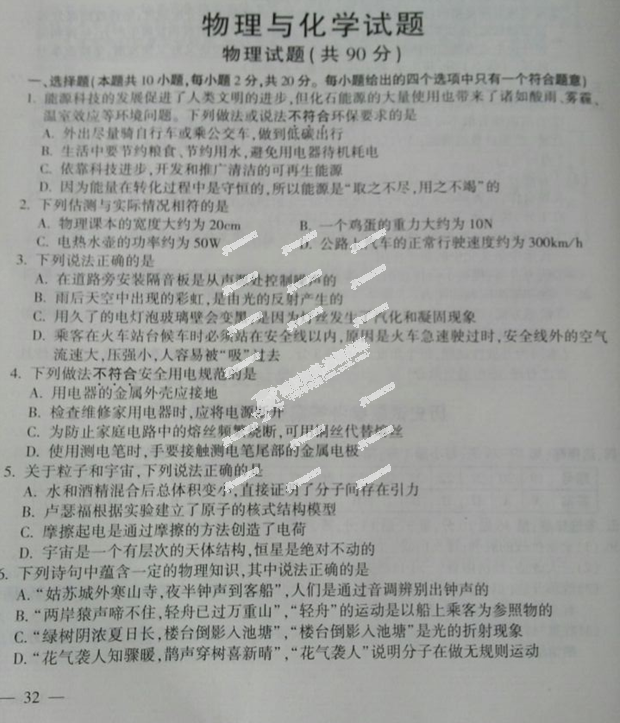 物理与化学试题
物理试题(共90分)
一、选择题(本题共10小题,每小题2分,共20分。每小题给出的四个选项中只有一个符合题意)
1. 能源科技的发展促进了人类文明的进步,但化石能源的大量使用也带来了诸如酸雨、雾霾、
温室效应等环境问题。下列做法或说法不符合环保要求的是
A. 外出尽量骑自行车或乘公交车,做到低碳出行
B. 生活中要节约粮食、节约用水,避免用电器待机耗电
C. 依靠科技进步,开发和推广清洁的可再生能源
D. 因为能量在转化过程中是守恒的,所以能源是“取之不尽,用之不竭”的
2. 下列估测与实际情况相符的是
A. 物理课本的宽度大约为20cm B. 一个鸡蛋的重力大约为10N
C. 电热水壶的功率约为50W D. 公路上汽车的正常行驶速度约为300km/h
3. 下列说法正确的是
A. 在道路旁安装隔音板是从声源处控制噪声的
B. 雨后天空中出现的彩虹,是由光的反射产生的
C. 用久了的电灯泡玻璃壁会变黑,是因为灯丝发生了汽化和凝固现象
D. 乘客在火车站台候车时必须站在安全线以内,原因是火车急速驶过时,安全线外的空气
流速大,压强小,人容易被“吸”过去
4. 下列做法不符合安全用电规范的是
A. 用电器的金属外壳应接地
B. 检查维修家用电器时,应将电源断开
C. 为防止家庭电路中的熔丝频繁烧断,可用铜丝代替熔丝
D. 使用测电笔时,手要接触测电笔尾部的金属电极
5. 关于粒子和宇宙,下列说法正确的是
A. 水和酒精混合后总体积变小,直接证明了分子间存在引力
B. 卢瑟福根据实验建立了原子的核式结构模型
C. 摩擦起电是通过摩擦的方法创造了电荷
D. 宇宙是一个有层次的天体结构,恒星是绝对不动的
6. 下列诗句中蕴含一定的物理知识,其中说法正确的是
A.“姑苏城外寒山寺,夜半钟声到客船”,人们是通过音调辨别出钟声的
B.“两岸猿声啼不住,轻舟已过万重山”,“轻舟”的运动是以船上乘客为参照物的
C.“绿树阴浓夏日长,楼台倒影入池塘”,“楼台倒影入池塘”是光的折射现象
D.“花气袭人知骤暖,鹊声穿树喜新晴”,“花气袭人”说明分子在做无规则运动
— 32 —